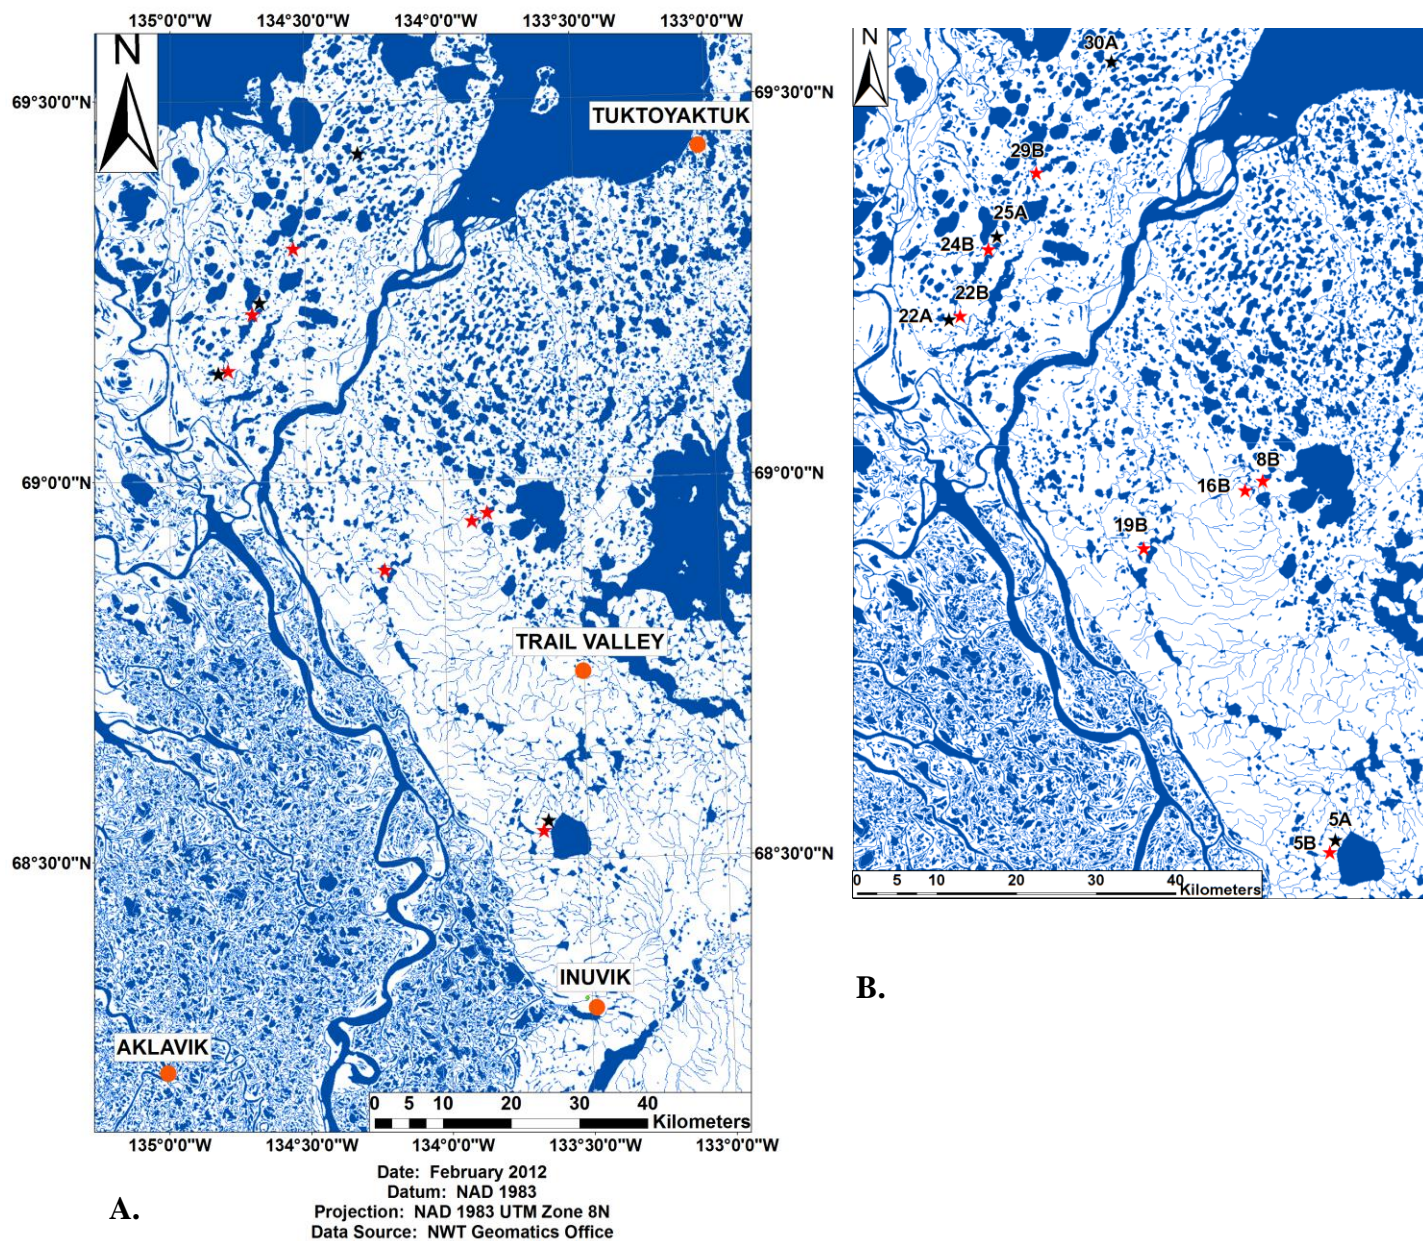 135°0'0"W 134°30'0"W 134°0'0"W 133°30'0"W 133°0'0"W
N
69°30'0"N 69°30'0"N
TUKTOYAKTUK
69°0'0"N 69°0'0"N
TRAIL VALLEY
68°30'0"N 68°30'0"N
INUVIK
AKLAVIK
0 5 10 20 30 40
Kilometers
135°0'0"W 134°30'0"W 134°0'0"W 133°30'0"W 133°0'0"W
Date: February 2012
Datum: NAD 1983
Projection: NAD 1983 UTM Zone 8N
Data Source: NWT Geomatics Office
A.
N
30A
29B
25A
24B
22B
22A
8B
16B
19B
5A
5B
0 5 10 20 30 40
Kilometers
B.